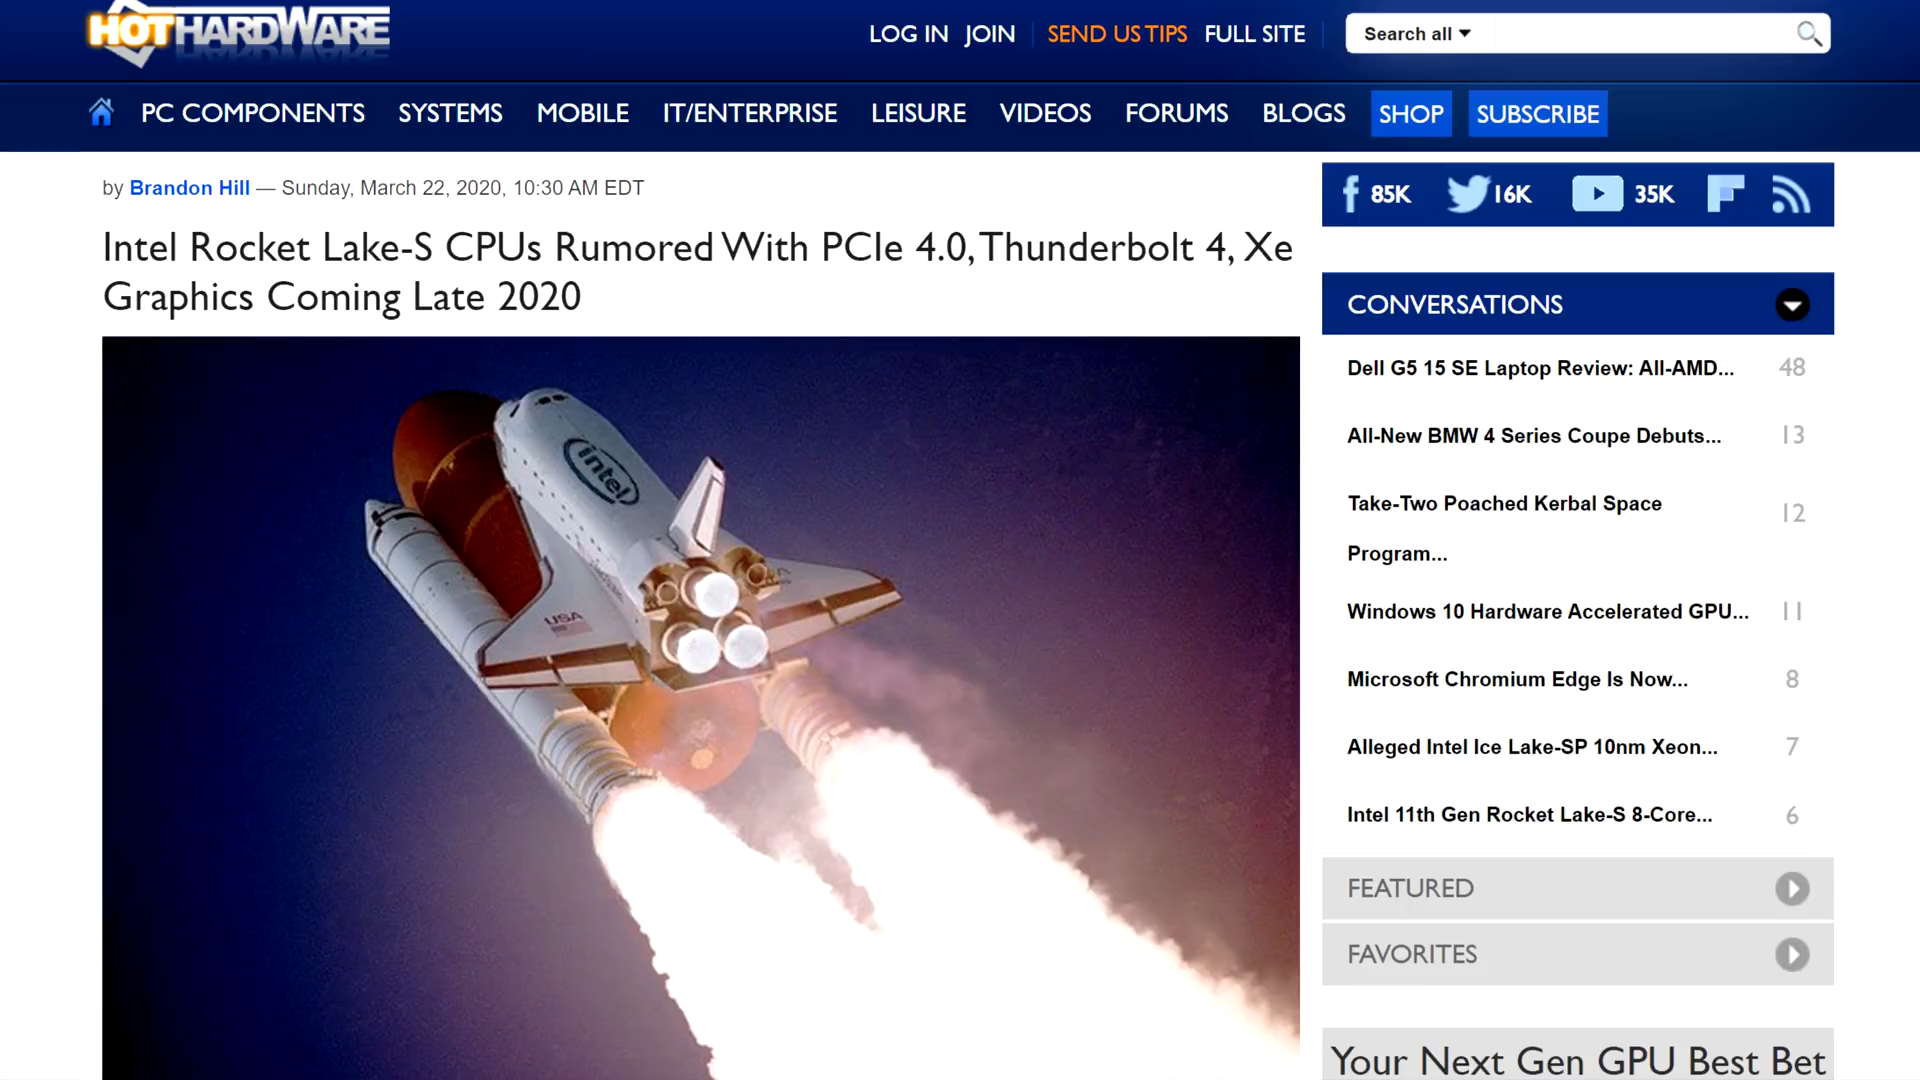 HOTHARDWARE
LOG IN JOIN SEND US TIPS FULL SITE Search all
PC COMPONENTS SYSTEMS MOBILE IT/ENTERPRISE LEISURE VIDEOS FORUMS BLOGS SHOP SUBSCRIBE
by Brandon Hill — Sunday, March 22, 2020, 10:30 AM EDT
Intel Rocket Lake-S CPUs Rumored With PCIe 4.0, Thunderbolt 4, Xe
Graphics Coming Late 2020
intel
USA
85K 16K 35K
CONVERSATIONS
Dell G5 15 SE Laptop Review: All-AMD... 48
All-New BMW 4 Series Coupe Debuts... 13
Take-Two Poached Kerbal Space
Program... 12
Windows 10 Hardware Accelerated GPU... 11
Microsoft Chromium Edge Is Now... 8
Alleged Intel Ice Lake-SP 10nm Xeon... 7
Intel 11th Gen Rocket Lake-S 8-Core... 6
FEATURED
FAVORITES
Your Next Gen GPU Best Bet